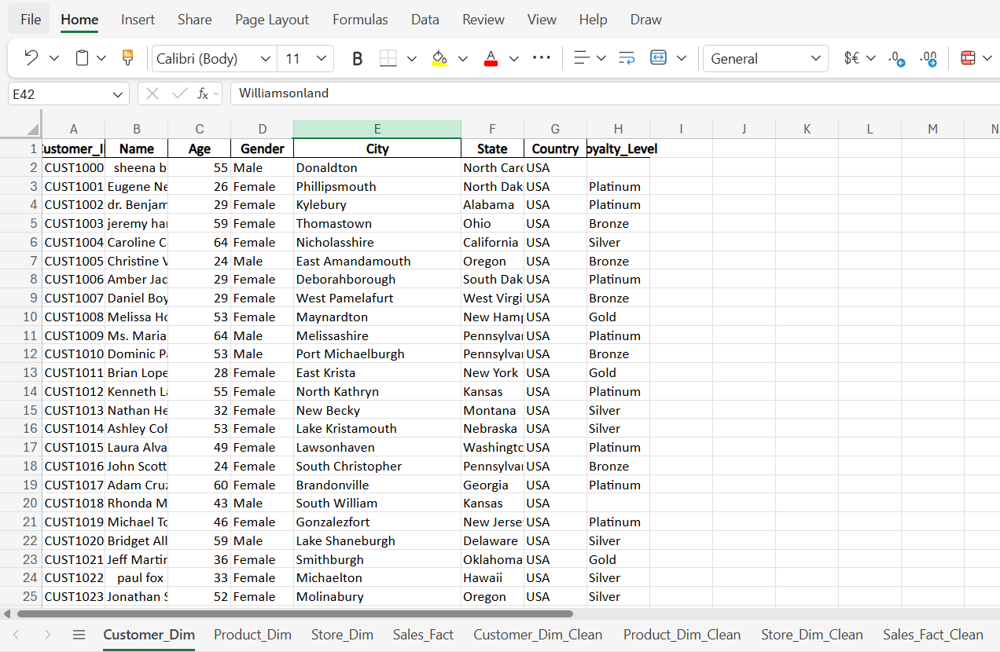 File Home Insert Share Page Layout Formulas Data Review View Help Draw
Calibri (Body) 11 B A General $€ .0 .00
E42 fx Williamsonland
A B C D E F G H I J K L M N
1 Name Age Gender City State Country
2 CUST1000 sheena b 55 Male Donaldton North Car USA
3 CUST1001 Eugene Ne 26 Female Phillipsmouth North Dak USA Platinum
4 CUST1002 dr. Benjam 29 Female Kylebury Alabama USA Platinum
5 CUST1003 jeremy har 59 Female Thomastown Ohio USA Bronze
6 CUST1004 Caroline C 64 Female Nicholasshire California USA Silver
7 CUST1005 Christine V 24 Male East Amandamouth Oregon USA Bronze
8 CUST1006 Amber Jac 29 Female Deborahborough South Dak USA Platinum
9 CUST1007 Daniel Boy 29 Female West Pamelafurt West Virgi USA Bronze
10 CUST1008 Melissa Ho 53 Female Maynardton New Ham USA Gold
11 CUST1009 Ms. Maria 64 Male Melissashire Pennsylva USA Platinum
12 CUST1010 Dominic P 53 Male Port Michaelburgh Pennsylva USA Bronze
13 CUST1011 Brian Lope 28 Female East Krista New York USA Gold
14 CUST1012 Kenneth L 55 Female North Kathryn Kansas USA Platinum
15 CUST1013 Nathan He 32 Female New Becky Montana USA Silver
16 CUST1014 Ashley Co 53 Female Lake Kristamouth Nebraska USA Silver
17 CUST1015 Laura Alva 49 Female Lawsonhaven Washingt USA Platinum
18 CUST1016 John Scott 24 Female South Christopher Pennsylva USA Bronze
19 CUST1017 Adam Cru 60 Female Brandonville Georgia USA Platinum
20 CUST1018 Rhonda M 43 Male South William Kansas USA
21 CUST1019 Michael To 46 Female Gonzalezfort New Jerse USA Platinum
22 CUST1020 Bridget All 59 Male Lake Shaneburgh Delaware USA Silver
23 CUST1021 Jeff Martin 36 Female Smithburgh Oklahoma USA Gold
24 CUST1022 paul fox 33 Female Michaelton Hawaii USA Silver
25 CUST1023 Jonathan S 52 Female Molinabury Oregon USA Silver
Customer_Dim Product_Dim Store_Dim Sales_Fact Customer_Dim_Clean Product_Dim_Clean Store_Dim_Clean Sales_Fact_Clean